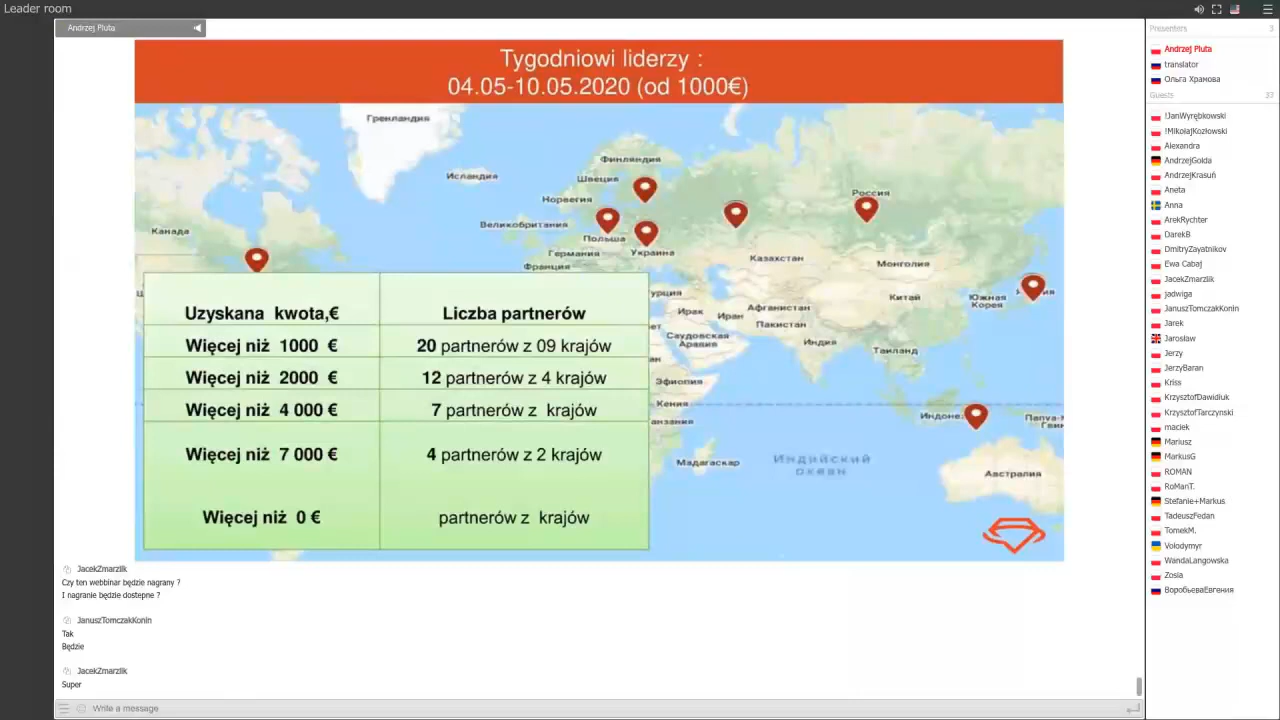 Leader room
Andrzej Pluta
Tygodniowi liderzy :
04.05-10.05.2020 (od 1000€)
Гренландия
Финляндия
Исландия
Швеция
Норвегия
Россия
Великобритания
Канада
Польша
Германия
Украина
Франция
Казахстан
Монголия
Ирак
Иран
Афганистан
Пакистан
Китай
Южная
Корея
Саудовская
Аравия
Индия
Таиланд
Эфиопия
Кения
Мадагаскар
Индийский
океан
Австралия
Uzyskana kwota,€
Liczba partnerów
Więcej niż 1000 €
20 partnerów z 09 krajów
Więcej niż 2000 €
12 partnerów z 4 krajów
Więcej niż 4 000 €
7 partnerów z krajów
Więcej niż 7 000 €
4 partnerów z 2 krajów
Więcej niż 0 €
partnerów z krajów
JacekZmarzlik
Czy ten webbinar będzie nagrany ?
I nagranie będzie dostepne ?
JanuszTomczakKonin
Tak
Będzie
JacekZmarzlik
Super
Write a message
Presenters 3
Andrzej Pluta
translator
Ольга Храмова
Guests 33
!JanWyrębkowski
!MikołajKozłowski
Alexandra
AndrzejGolda
AndrzejKrasuń
Aneta
Anna
ArekRychter
DarekB
DmitryZayatnikov
Ewa Cabaj
JacekZmarzlik
jadwiga
JanuszTomczakKonin
Jarek
Jarosław
Jerzy
JerzyBaran
Kriss
KrzysztofDawidiuk
KrzysztofTarczynski
maciek
Mariusz
MarkusG
ROMAN
RoManT.
Stefanie+Markus
TadeuszFedan
TomekM.
Volodymyr
WandaLangowska
Zosia
ВоробьеваЕвгения